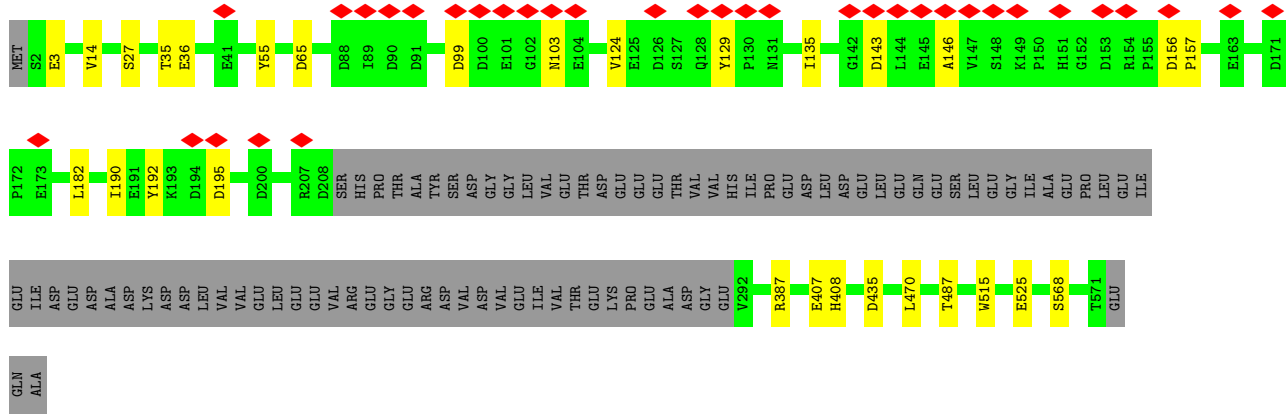 MET S2 E3 V14 S27 T35 E36 E41 Y55 D65 D88 I89 D90 D91 D99 D100 E101 G102 N103 E104 V124 E125 D126 S127 Q128 Y129 P130 N131 I135 G142 D143 L144 E145 A146 V147 S148 K149 P150 H151 G152 D153 R154 P155 D156 P157 E163 D171
P172 E173 L182 I190 E191 Y192 K193 D194 D195 D200 R207 D208 SER HIS PRO THR ALA TYR SER ASP GLY GLY LEU VAL GLU THR ASP GLU GLU GLU THR VAL VAL HIS ILE PRO GLU ASP LEU ASP GLU LEU GLU GLN GLU SER LEU GLU GLY ILE ALA GLU PRO LEU GLU ILE
GLU ILE ASP GLU ASP ALA ASP LYS ASP ASP LEU VAL VAL GLU LEU GLU GLU VAL ARG GLU GLY GLU ARG ASP VAL ASP VAL GLU ILE VAL THR GLU LYS PRO GLU ALA ASP GLY GLU V292 R387 E407 H408 D435 L470 T487 W515 E525 S568 T571 GLU
GLN ALA